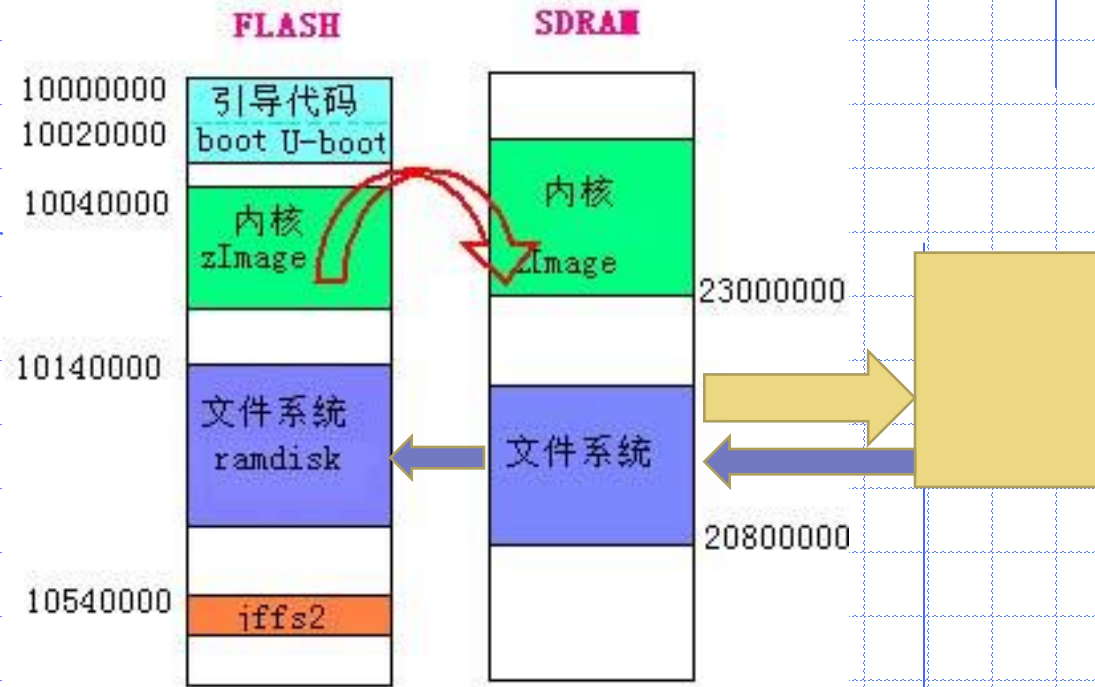 FLASH
SDRAM
10000000
引导代码
10020000
boot U-boot
10040000
内核
zImage
内核
zImage
23000000
10140000
文件系统
ramdisk
文件系统
20800000
10540000
jffs2